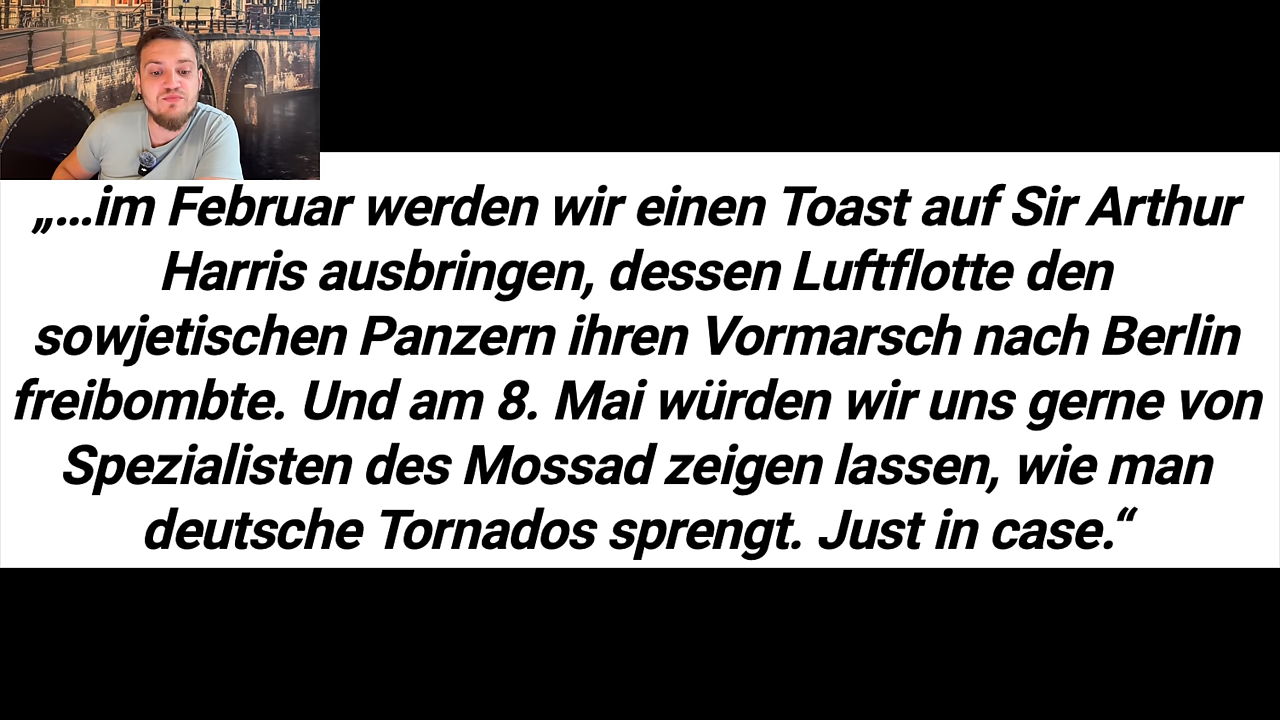 „…im Februar werden wir einen Toast auf Sir Arthur
Harris ausbringen, dessen Luftflotte den
sowjetischen Panzern ihren Vormarsch nach Berlin
freibombte. Und am 8. Mai würden wir uns gerne von
Spezialisten des Mossad zeigen lassen, wie man
deutsche Tornados sprengt. Just in case.“